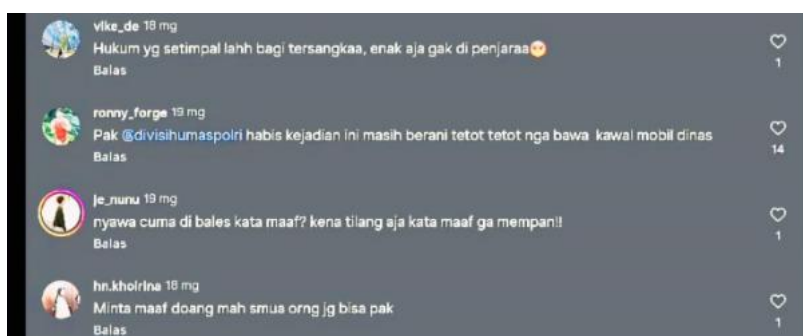 vlke_de 18 mg
Hukum yg setimpal lahh bagi tersangkaa, enak aja gak di penjaraa😶
1
Balas
ronny_forge 19 mg
Pak @divisihumaspolri habis kejadian ini masih berani tetot tetot nga bawa kawal mobil dinas
14
Balas
je_nunu 19 mg
nyawa cuma di bales kata maaf? kena tilang aja kata maaf ga mempan!!
1
Balas
hn.khoirina 18 mg
Minta maaf doang mah smua orng jg bisa pak
1
Balas